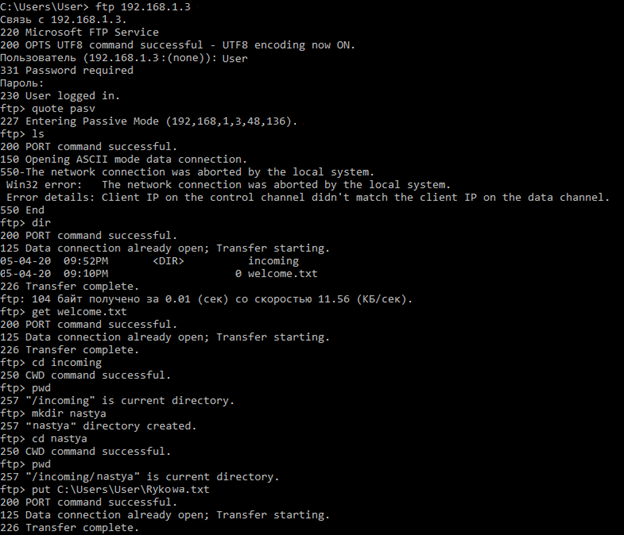 C:\Users\User> ftp 192.168.1.3
Связь с 192.168.1.3.
220 Microsoft FTP Service
200 OPTS UTF8 command successful - UTF8 encoding now ON.
Пользователь (192.168.1.3:(none)): User
331 Password required
Пароль:
230 User logged in.
ftp> quote pasv
227 Entering Passive Mode (192,168,1,3,48,136).
ftp> ls
200 PORT command successful.
150 Opening ASCII mode data connection.
550-The network connection was aborted by the local system.
 Win32 error:   The network connection was aborted by the local system.
 Error details: Client IP on the control channel didn't match the client IP on the data channel.
550 End
ftp> dir
200 PORT command successful.
125 Data connection already open; Transfer starting.
05-04-20  09:52PM       <DIR>          incoming
05-04-20  09:10PM                    0 welcome.txt
226 Transfer complete.
ftp: 104 байт получено за 0.01 (сек) со скоростью 11.56 (КБ/сек).
ftp> get welcome.txt
200 PORT command successful.
125 Data connection already open; Transfer starting.
226 Transfer complete.
ftp> cd incoming
250 CWD command successful.
ftp> pwd
257 "/incoming" is current directory.
ftp> mkdir nastya
257 "nastya" directory created.
ftp> cd nastya
250 CWD command successful.
ftp> pwd
257 "/incoming/nastya" is current directory.
ftp> put C:\Users\User\Rykowa.txt
200 PORT command successful.
125 Data connection already open; Transfer starting.
226 Transfer complete.